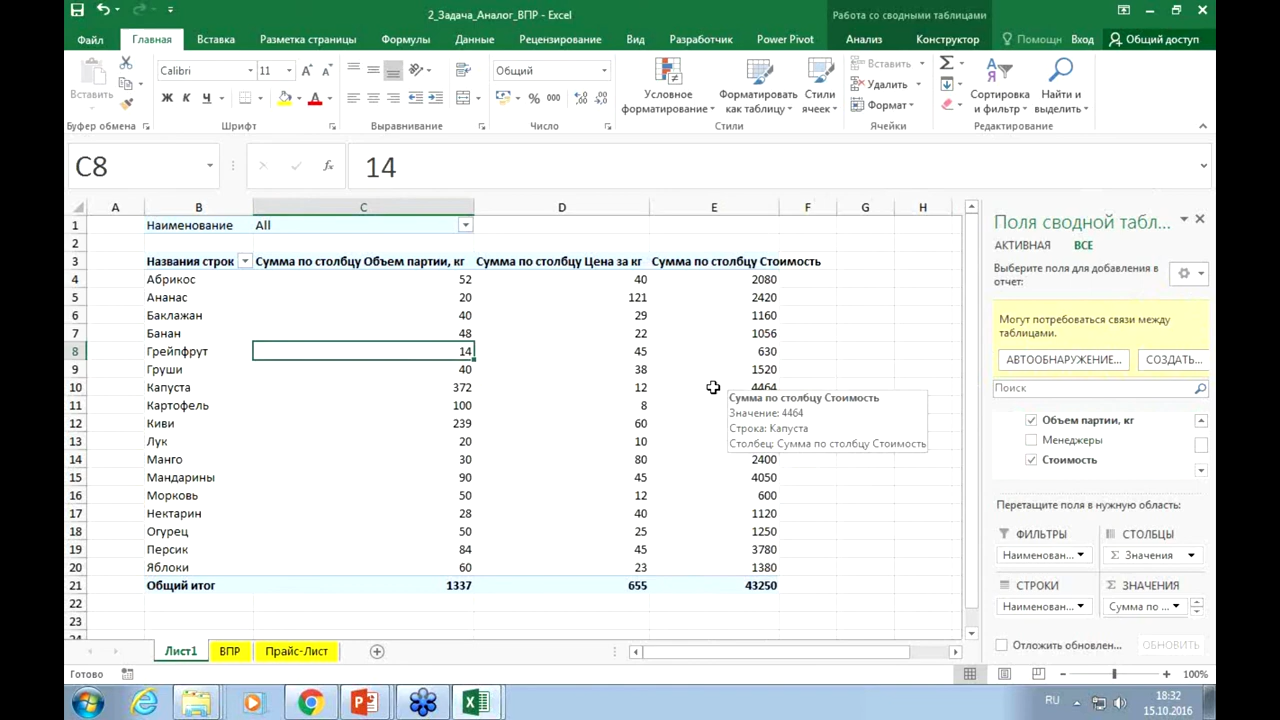 2_Задача_Аналог_ВПР - Excel
Работа со сводными таблицами
Файл Главная Вставка Разметка страницы Формулы Данные Рецензирование Вид Разработчик Power Pivot Анализ Конструктор Помощн Вход Общий доступ
Вставить
Буфер обмена
Calibri 11
Ж К Ч
Шрифт
Выравнивание
Общий
%
000
Число
Условное форматирование
Форматировать как таблицу
Стили ячеек
Стили
Вставить
Удалить
Формат
Ячейки
Сортировка и фильтр
Найти и выделить
Редактирование
C8 fx 14
A B C D E F G H
1 Наименование All
2
3 Названия строк Сумма по столбцу Объем партии, кг Сумма по столбцу Цена за кг Сумма по столбцу Стоимость
4 Абрикос 52 40 2080
5 Ананас 20 121 2420
6 Баклажан 40 29 1160
7 Банан 48 22 1056
8 Грейпфрут 14 45 630
9 Груши 40 38 1520
10 Капуста 372 12 4464
11 Картофель 100 8
12 Киви 239 60
13 Лук 20 10
14 Манго 30 80 2400
15 Мандарины 90 45 4050
16 Морковь 50 12 600
17 Нектарин 28 40 1120
18 Огурец 50 25 1250
19 Персик 84 45 3780
20 Яблоки 60 23 1380
21 Общий итог 1337 655 43250
22
23
Сумма по столбцу Стоимость
Значение: 4464
Строка: Капуста
Столбец: Сумма по столбцу Стоимость
Поля сводной табл...
АКТИВНАЯ ВСЕ
Выберите поля для добавления в отчет:
Могут потребоваться связи между таблицами.
АВТООБНАРУЖЕНИЕ... СОЗДАТЬ...
Поиск
Объем партии, кг
Менеджеры
Стоимость
Перетащите поля в нужную область:
ФИЛЬТРЫ СТОЛБЦЫ
Наименован... Σ Значения
СТРОКИ Σ ЗНАЧЕНИЯ
Наименован... Сумма по ...
Отложить обновлен... ОБНОВИТЬ
Лист1 ВПР Прайс-Лист
Готово 100%
RU 18:32
15.10.2016